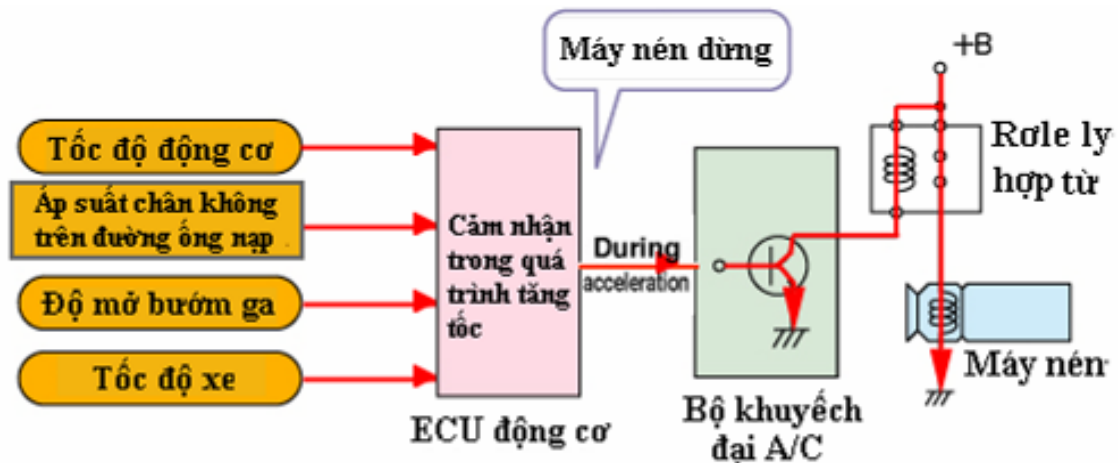 Máy nén dừng
+B
Tốc độ động cơ
Áp suất chân không
trên đường ống nạp
Độ mở bướm ga
Tốc độ xe
Cảm nhận
trong quá
trình tăng
tốc
ECU động cơ
During
acceleration
Bộ khuyếch
đại A/C
Rơle ly
hợp từ
Máy nén